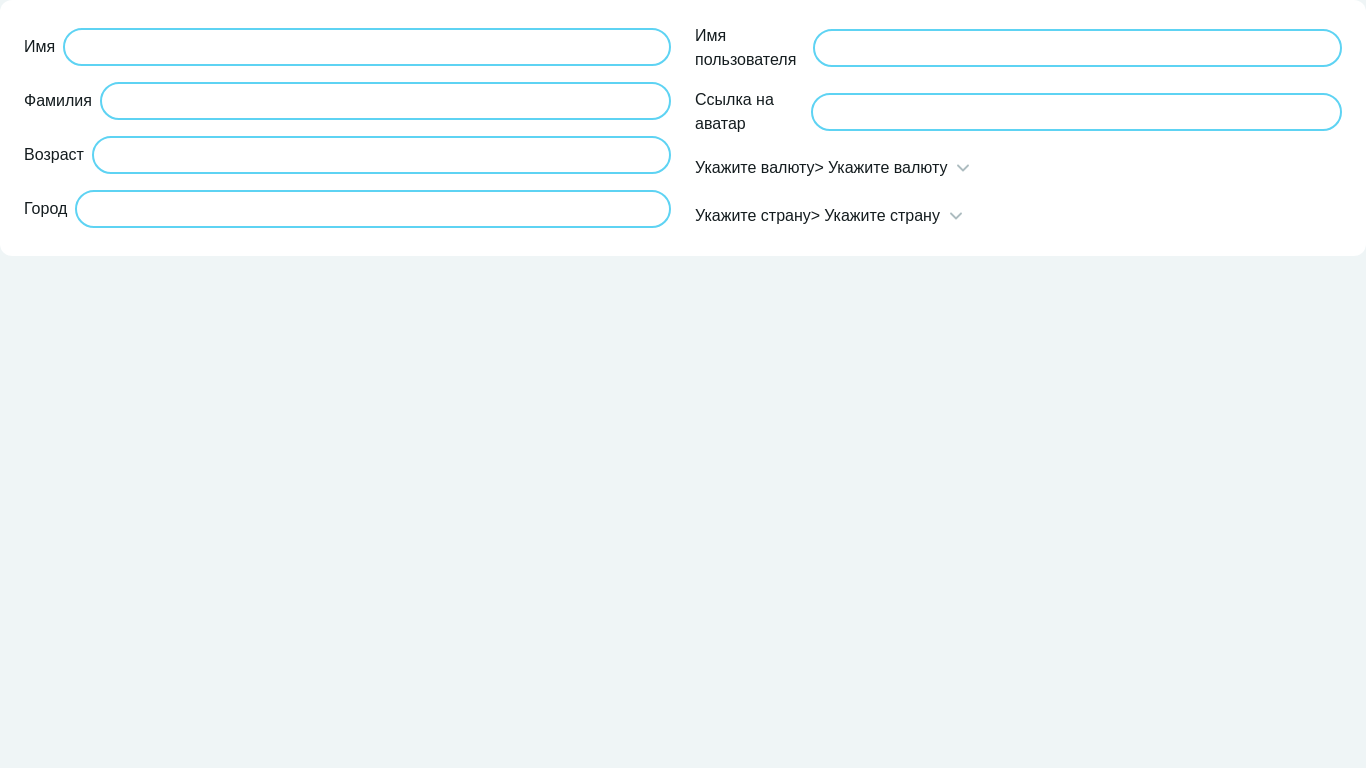 Имя
Фамилия
Возраст
Город
Имя
пользователя
Ссылка на
аватар
Укажите валюту> Укажите валюту
Укажите страну> Укажите страну